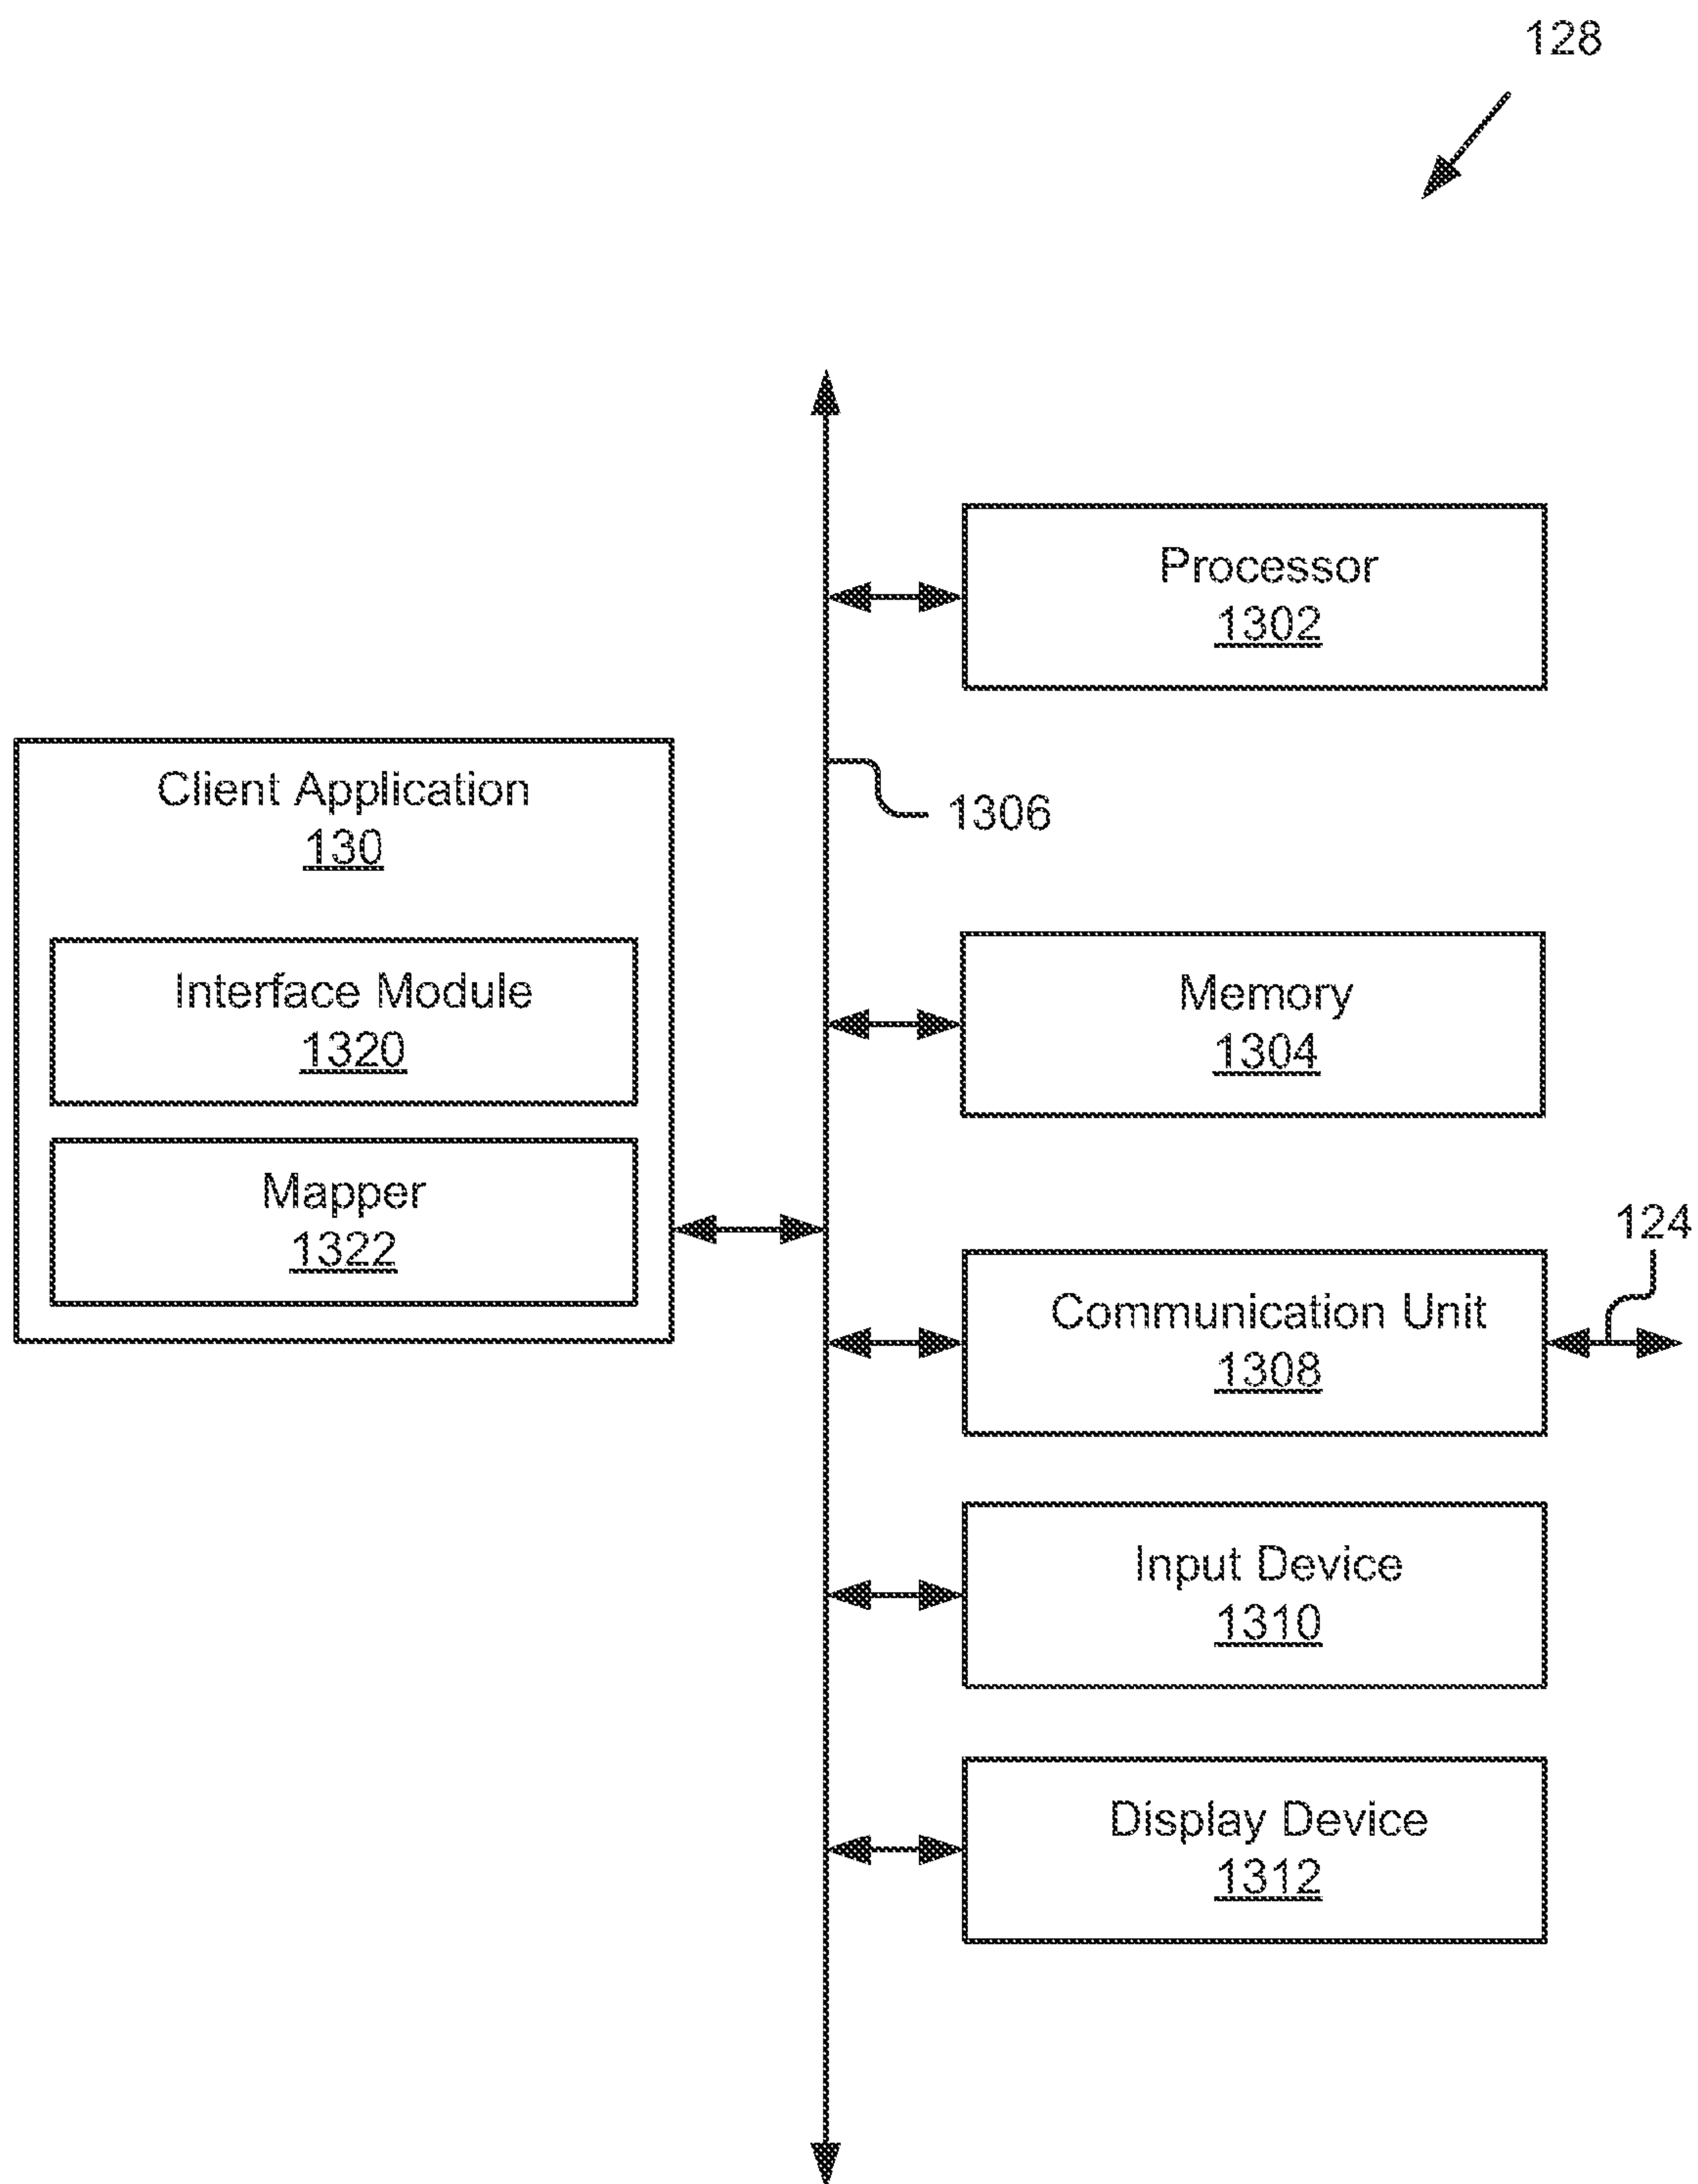 128
Processor
1302
Client Application
130
1306
Interface Module
1320
Memory
1304
Mapper
1322
124
Communication Unit
1308
Input Device
1310
Display Device
1312